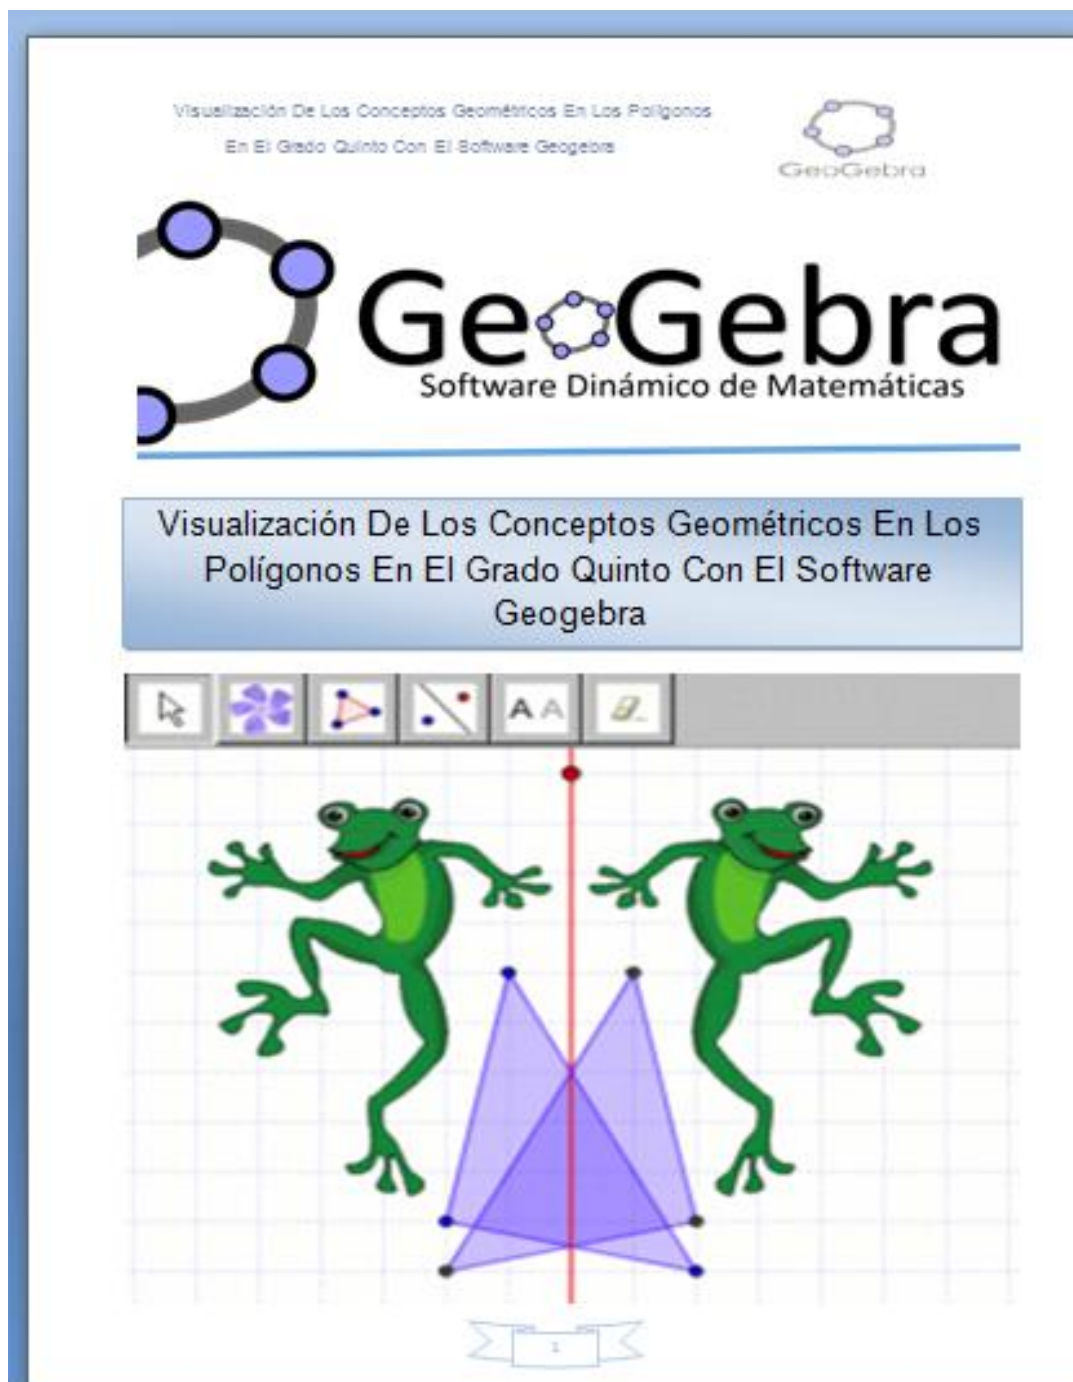 Visualización De Los Conceptos Geométricos En Los Polígonos
En El Grado Quinto Con El Software Geogebra
GeoGebra
GeoGebra
Software Dinámico de Matemáticas
Visualización De Los Conceptos Geométricos En Los
Polígonos En El Grado Quinto Con El Software
Geogebra
AA
1